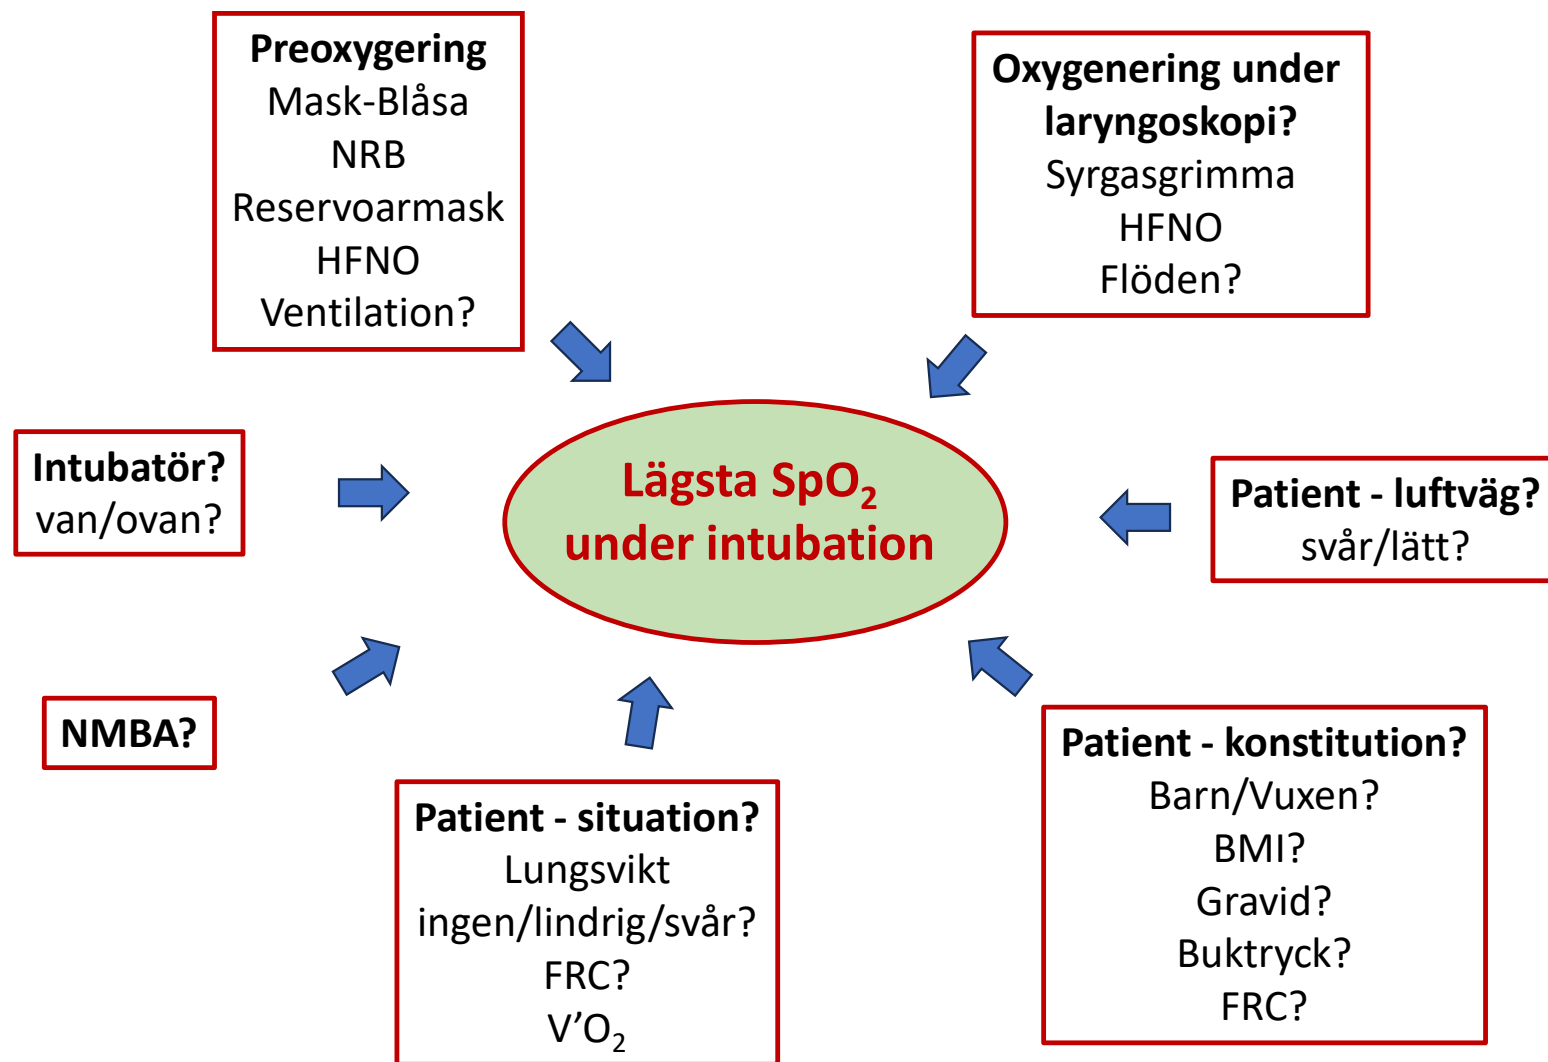 Preoxygering
Mask-Blåsa
NRB
Reservoarmask
HFNO
Ventilation?
Oxygenering under
laryngoskopi?
Syrgasgrimma
HFNO
Flöden?
Intubatör?
van/ovan?
Lägsta SpO₂
under intubation
Patient - luftväg?
svår/lätt?
NMBA?
Patient - situation?
Lungsvikt
ingen/lindrig/svår?
FRC?
V’O₂
Patient - konstitution?
Barn/Vuxen?
BMI?
Gravid?
Buktryck?
FRC?